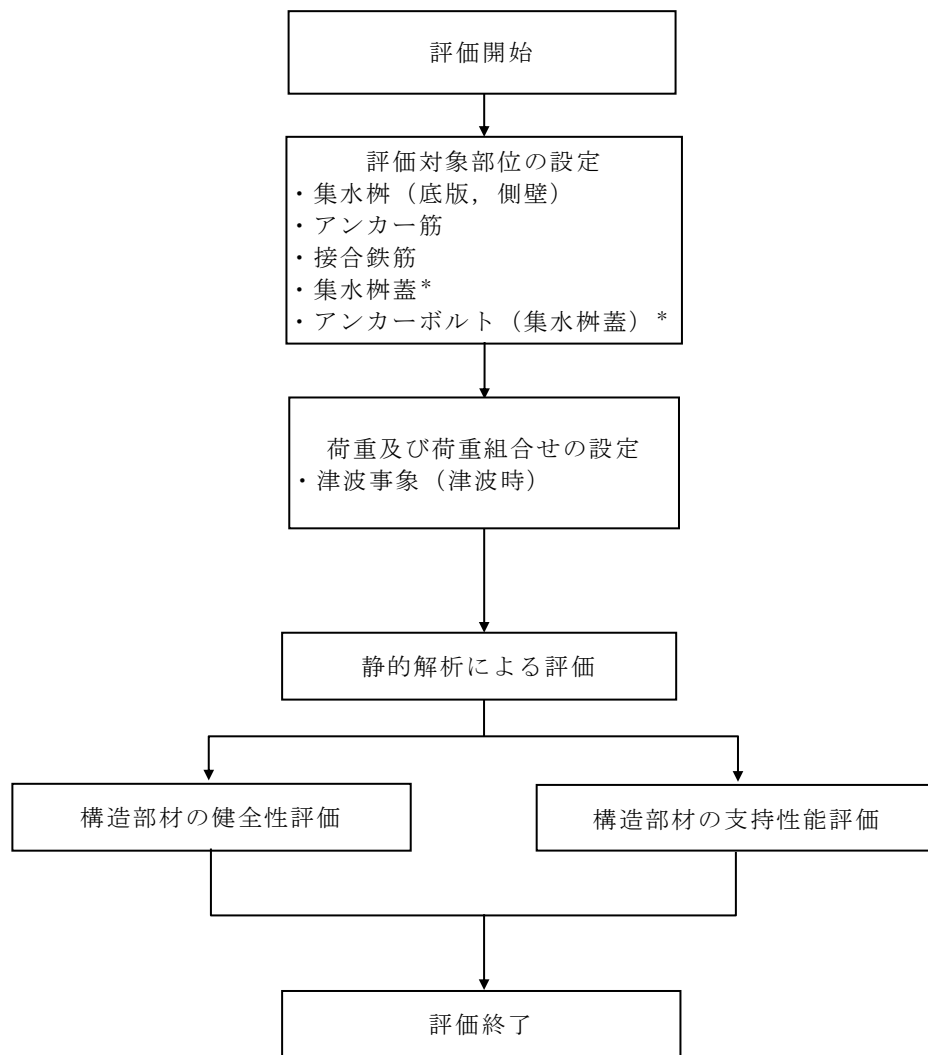 評価開始
評価対象部位の設定
・集水桝（底版，側壁）
・アンカー筋
・接合鉄筋
・集水桝蓋*
・アンカーボルト（集水桝蓋）*
荷重及び荷重組合せの設定
・津波事象（津波時）
静的解析による評価
構造部材の健全性評価
構造部材の支持性能評価
評価終了